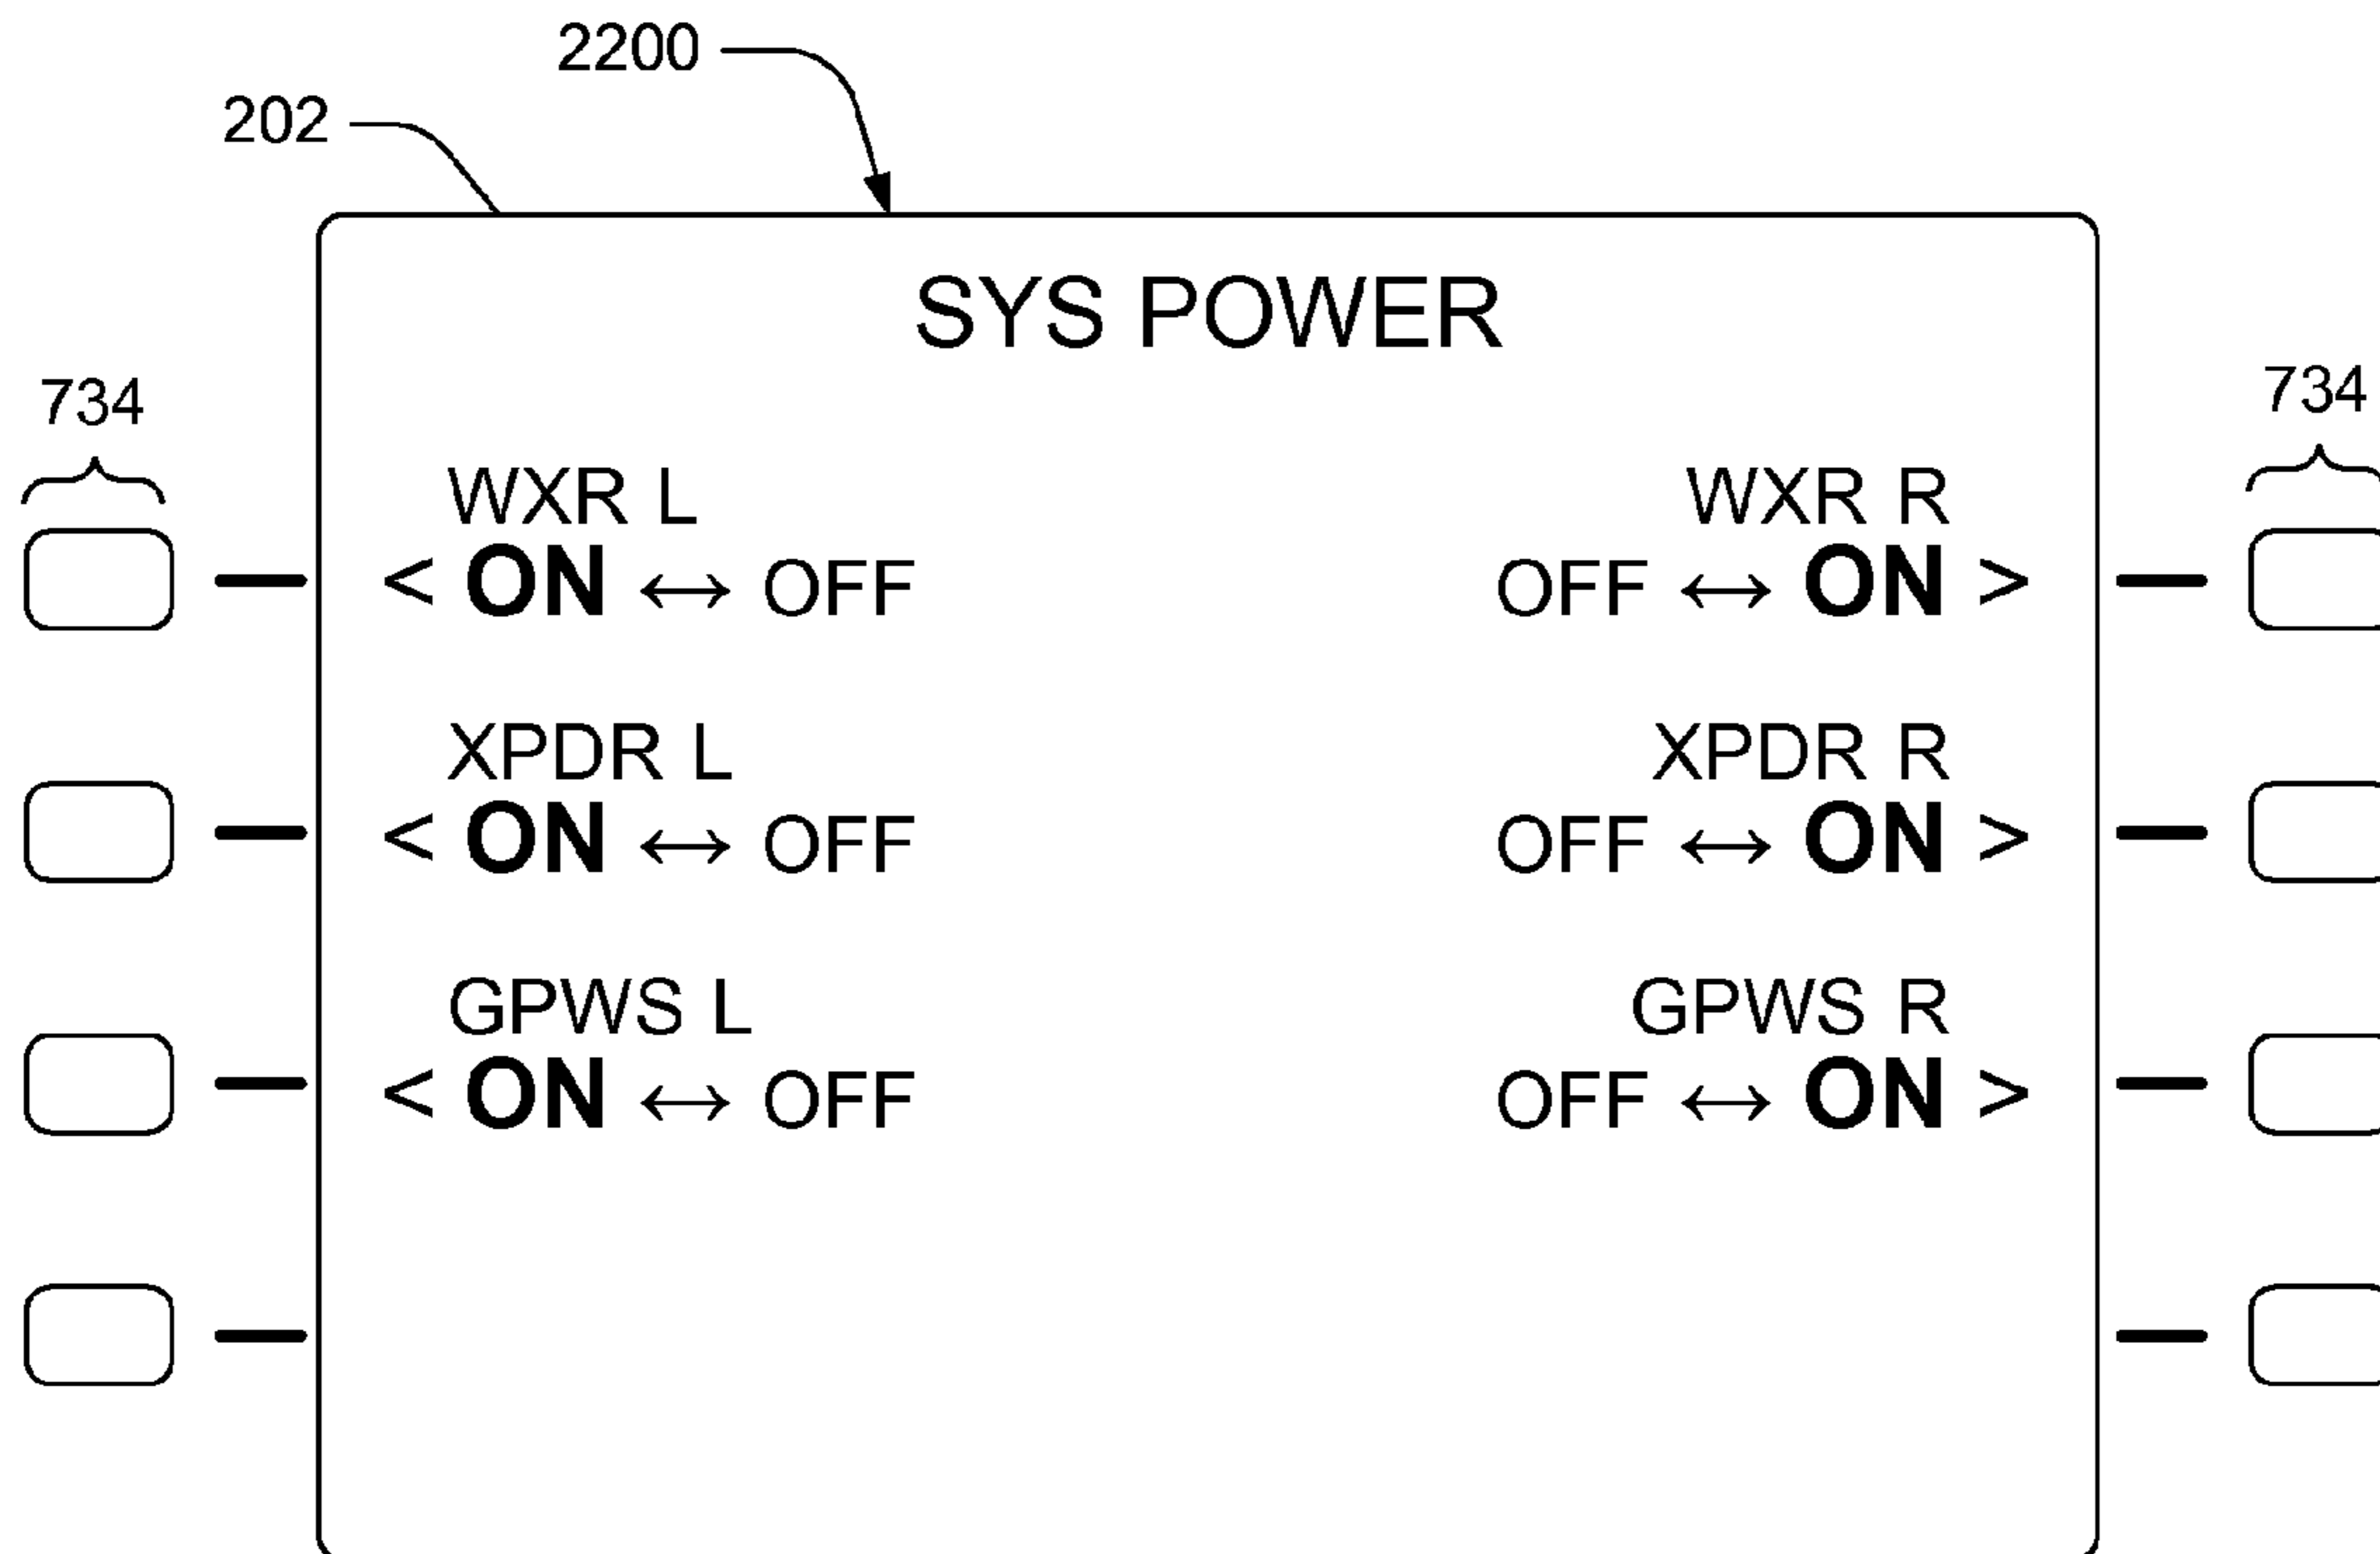 2200
202
SYS POWER
734
734
WXR L
WXR R
< ON ↔ OFF
OFF ↔ ON >
XPDR L
XPDR R
< ON ↔ OFF
OFF ↔ ON >
GPWS L
GPWS R
< ON ↔ OFF
OFF ↔ ON >